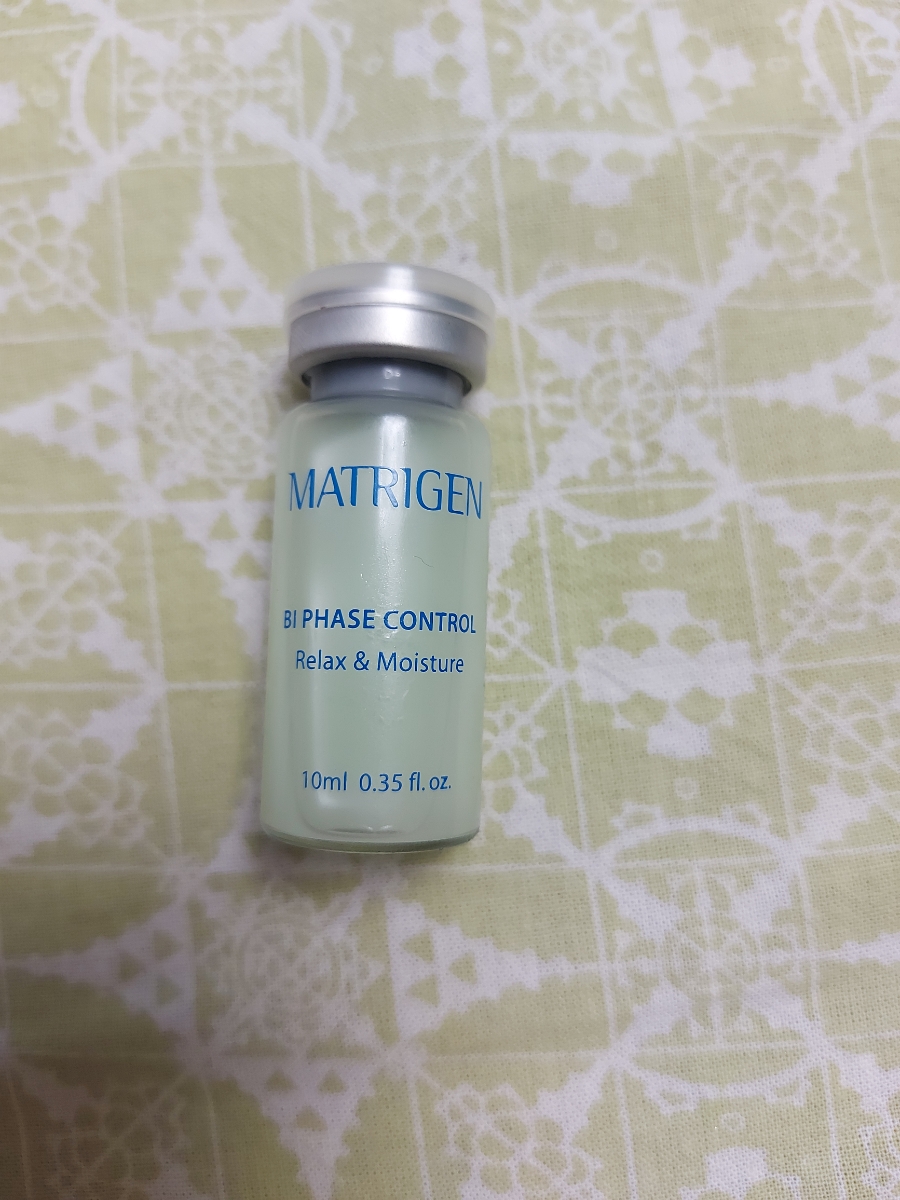 MATRIGEN
BI PHASE CONTROL
Relax & Moisture
10ml 0.35 fl. oz.